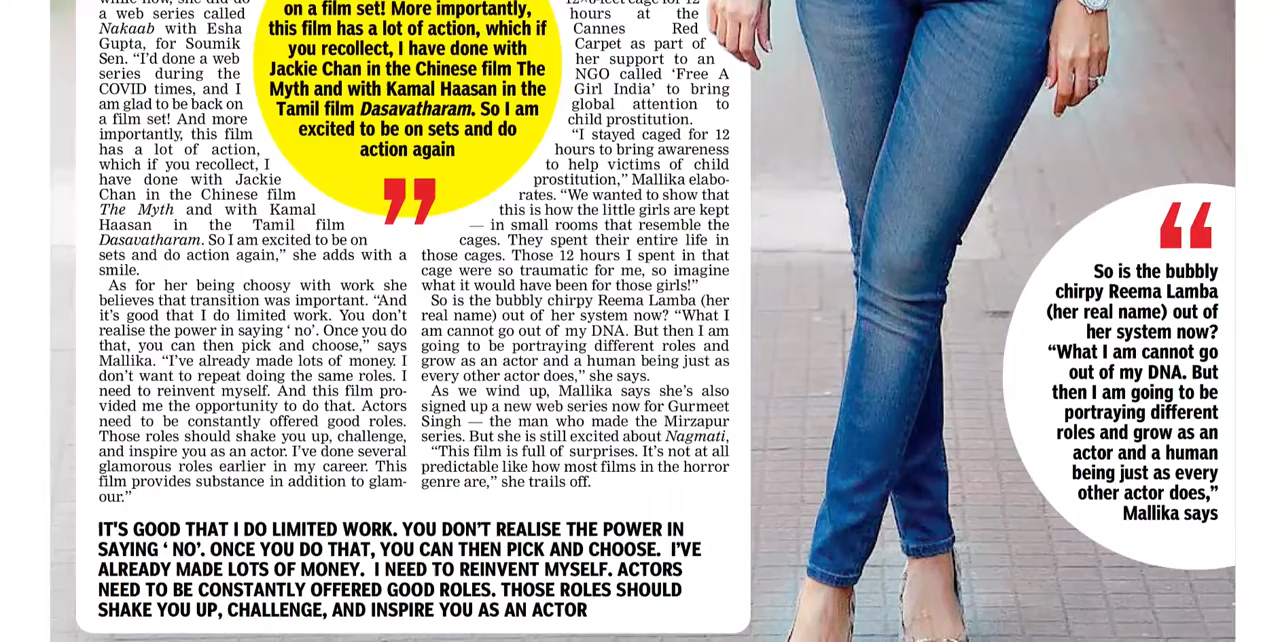 a web series called
Nakaab with Esha
Gupta, for Soumik
Sen. “I’d done a web
series during the
COVID times, and I
am glad to be back on
a film set! And more
importantly, this film
has a lot of action,
which if you recollect, I
have done with Jackie
Chan in the Chinese film
The Myth and with Kamal
Haasan in the Tamil film
Dasavatharam. So I am excited to be on
sets and do action again,” she adds with a
smile.
As for her being choosy with work she
believes that transition was important. “And
it’s good that I do limited work. You don’t
realise the power in saying ‘ no’. Once you do
that, you can then pick and choose,” says
Mallika. “I’ve already made lots of money. I
don’t want to repeat doing the same roles. I
need to reinvent myself. And this film pro-
vided me the opportunity to do that. Actors
need to be constantly offered good roles.
Those roles should shake you up, challenge,
and inspire you as an actor. I’ve done several
glamorous roles earlier in my career. This
film provides substance in addition to glam-
our.”
on a film set! More importantly,
this film has a lot of action, which if
you recollect, I have done with
Jackie Chan in the Chinese film The
Myth and with Kamal Haasan in the
Tamil film Dasavatharam. So I am
excited to be on sets and do
action again
”
hours at the
Cannes Red
Carpet as part of
her support to an
NGO called ‘Free A
Girl India’ to bring
global attention to
child prostitution.
“I stayed caged for 12
hours to bring awareness
to help victims of child
prostitution,” Mallika elabo-
rates. “We wanted to show that
this is how the little girls are kept
— in small rooms that resemble the
cages. They spent their entire life in
those cages. Those 12 hours I spent in that
cage were so traumatic for me, so imagine
what it would have been for those girls!”
So is the bubbly chirpy Reema Lamba (her
real name) out of her system now? “What I
am cannot go out of my DNA. But then I am
going to be portraying different roles and
grow as an actor and a human being just as
every other actor does,” she says.
As we wind up, Mallika says she’s also
signed up a new web series now for Gurmeet
Singh — the man who made the Mirzapur
series. But she is still excited about Nagmati,
“This film is full of surprises. It’s not at all
predictable like how most films in the horror
genre are,” she trails off.
IT'S GOOD THAT I DO LIMITED WORK. YOU DON’T REALISE THE POWER IN
SAYING ‘ NO’. ONCE YOU DO THAT, YOU CAN THEN PICK AND CHOOSE. I’VE
ALREADY MADE LOTS OF MONEY. I NEED TO REINVENT MYSELF. ACTORS
NEED TO BE CONSTANTLY OFFERED GOOD ROLES. THOSE ROLES SHOULD
SHAKE YOU UP, CHALLENGE, AND INSPIRE YOU AS AN ACTOR
“
So is the bubbly
chirpy Reema Lamba
(her real name) out of
her system now?
“What I am cannot go
out of my DNA. But
then I am going to be
portraying different
roles and grow as an
actor and a human
being just as every
other actor does,”
Mallika says